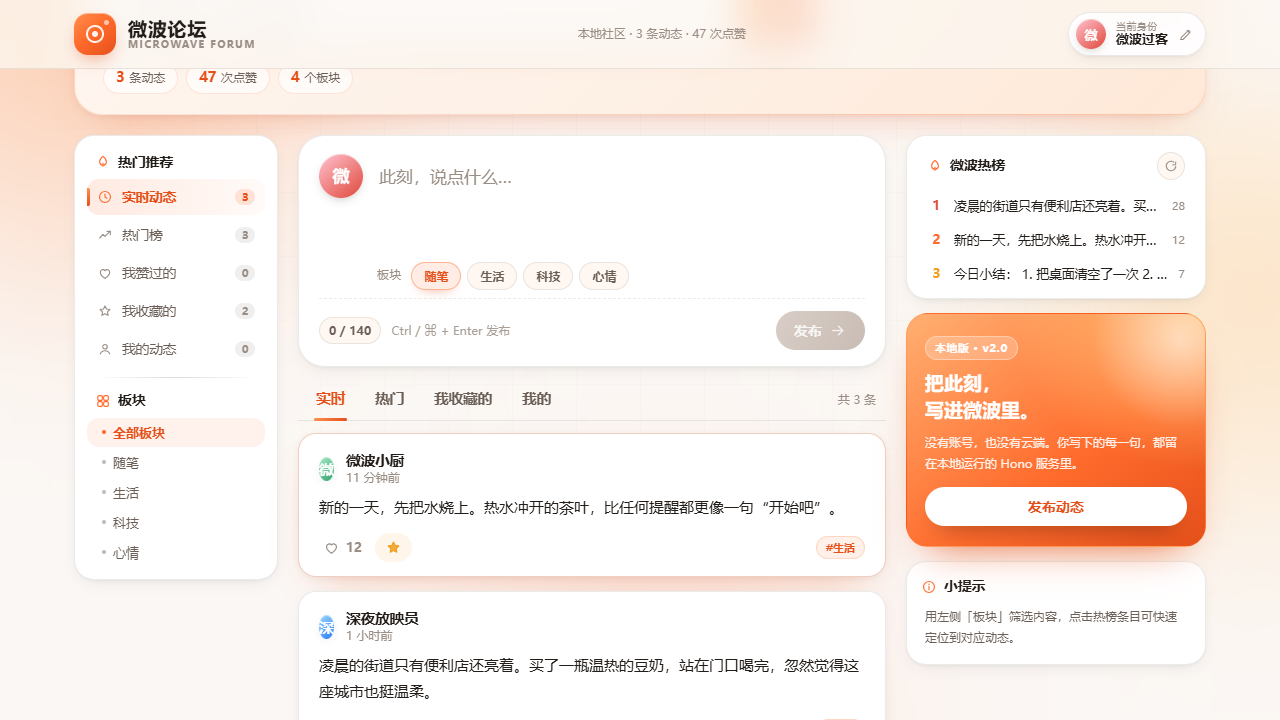 微波论坛
MICROWAVE FORUM
本地社区 · 3 条动态 · 47 次点赞
微
当前身份
微波过客
3 条动态
47 次点赞
4 个板块
热门推荐
实时动态 3
热门榜 3
我赞过的 0
我收藏的 2
我的动态 0
板块
全部板块
随笔
生活
科技
心情
微
此刻，说点什么...
板块 随笔 生活 科技 心情
0 / 140
Ctrl / ⌘ + Enter 发布
发布 →
实时 热门 我收藏的 我的 共 3 条
微
微波小厨
11 分钟前
新的一天，先把水烧上。热水冲开的茶叶，比任何提醒都更像一句“开始吧”。
12
#生活
深
深夜放映员
1 小时前
凌晨的街道只有便利店还亮着。买了一瓶温热的豆奶，站在门口喝完，忽然觉得这
座城市也挺温柔。
微波热榜
1 凌晨的街道只有便利店还亮着。买... 28
2 新的一天，先把水烧上。热水冲开... 12
3 今日小结： 1. 把桌面清空了一次 2. ... 7
本地版 · v2.0
把此刻，
写进微波里。
没有账号，也没有云端。你写下的每一句，都留
在本地运行的 Hono 服务里。
发布动态
小提示
用左侧「板块」筛选内容，点击热榜条目可快速
定位到对应动态。